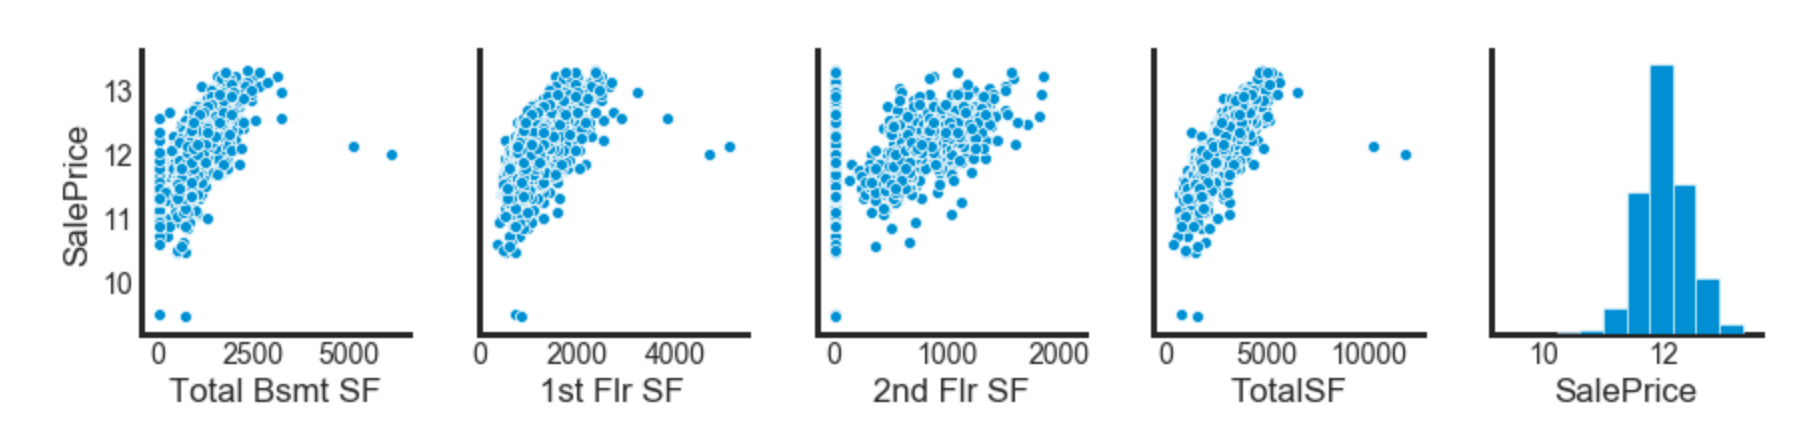 SalePrice
13
12
11
10
0 2500 5000
Total Bsmt SF
0 2000 4000
1st Flr SF
0 1000 2000
2nd Flr SF
0 5000 10000
TotalSF
10 12
SalePrice